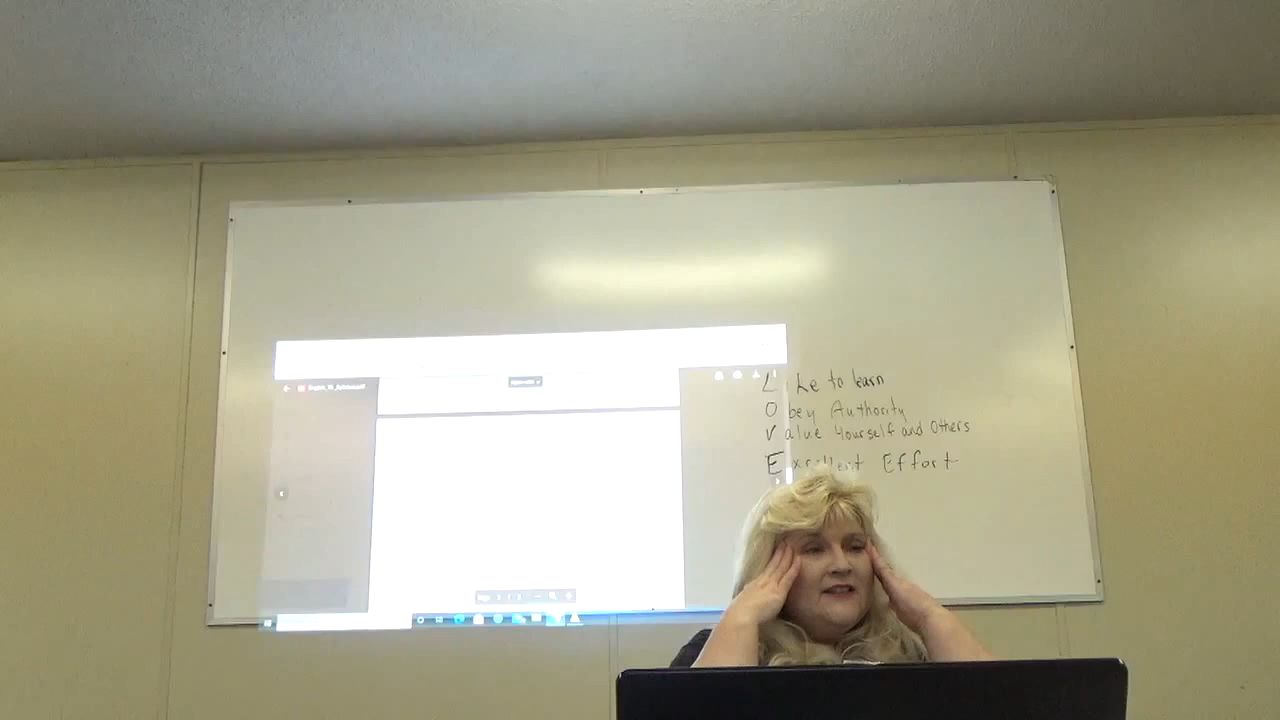 Like to learn
Obey Authority
Value Yourself and Others
Excellent Effort